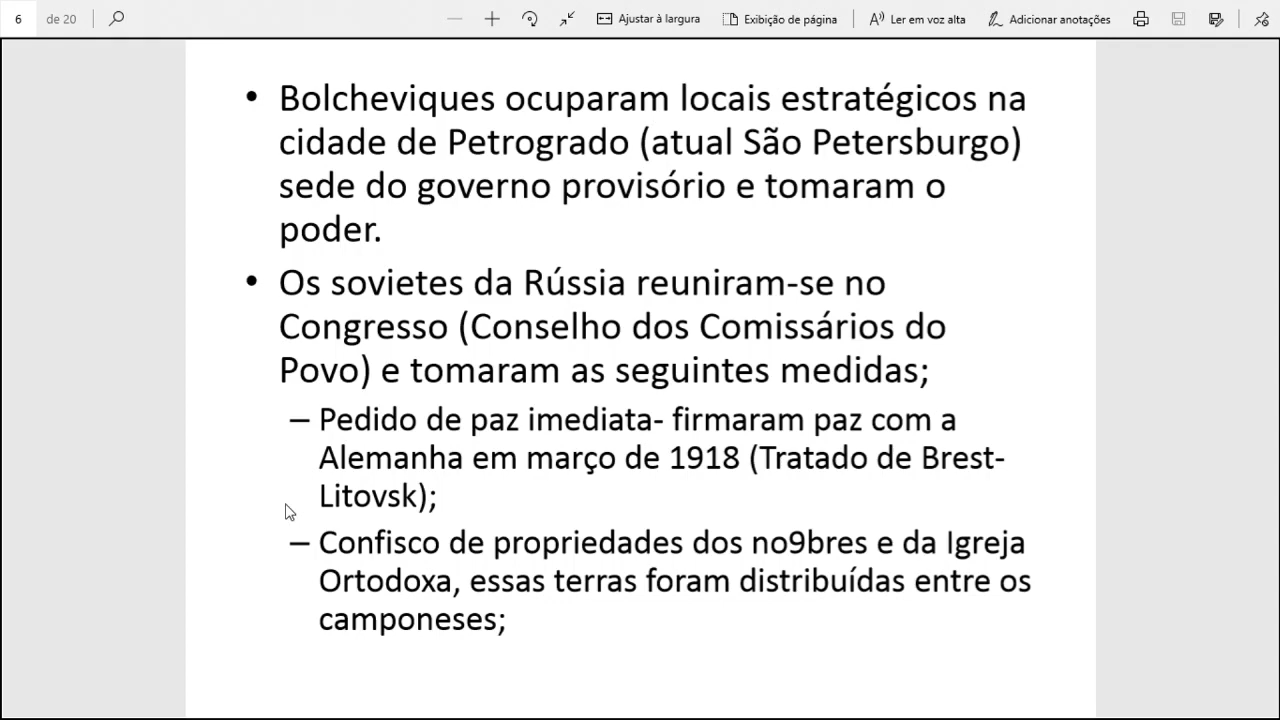 6 de 20 Ajustar à largura Exibição de página Ler em voz alta Adicionar anotações
• Bolcheviques ocuparam locais estratégicos na
cidade de Petrogrado (atual São Petersburgo)
sede do governo provisório e tomaram o
poder.
• Os sovietes da Rússia reuniram-se no
Congresso (Conselho dos Comissários do
Povo) e tomaram as seguintes medidas;
– Pedido de paz imediata- firmaram paz com a
Alemanha em março de 1918 (Tratado de Brest-
Litovsk);
– Confisco de propriedades dos no9bres e da Igreja
Ortodoxa, essas terras foram distribuídas entre os
camponeses;